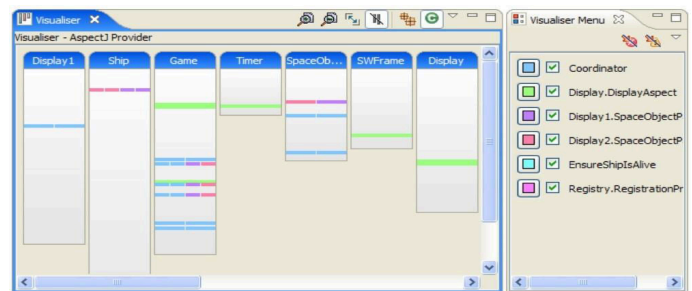 Visualiser
Visualiser - AspectJ Provider
Display1 Ship Game Timer SpaceOb... SWFrame Display
Visualiser Menu
Coordinator
Display.DisplayAspect
Display1.SpaceObjectP
Display2.SpaceObjectP
EnsureShipIsAlive
Registry.RegistrationPr